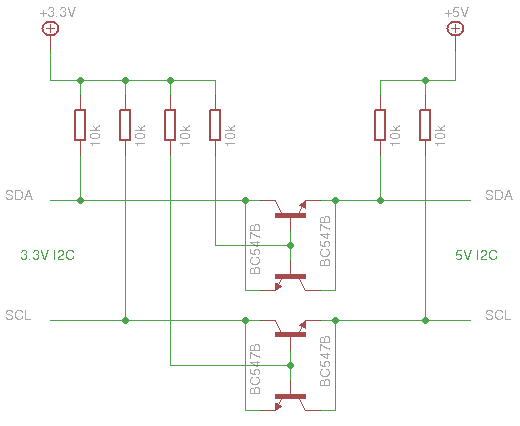 +3.3V
+5V
10k
10k
10k
10k
10k
10k
SDA
SDA
BC547B
BC547B
3.3V I2C
5V I2C
SCL
SCL
BC547B
BC547B